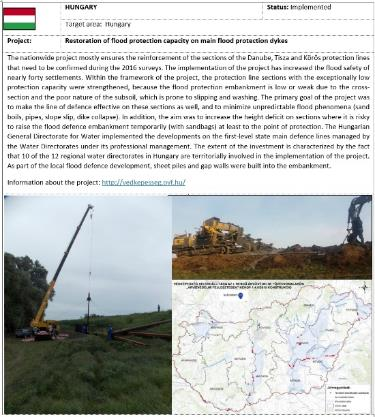 HUNGARY
Status: Implemented
Target area: Hungary
Project: Restoration of flood protection capacity on main flood protection dykes
The nationwide project mostly ensures the reinforcement of the sections of the Danube, Tisza and Körös protection lines
that need to be confirmed during the 2016 surveys. The implementation of the project has increased the flood safety of
nearly forty settlements. Within the framework of the project, the protection line sections with the exceptionally low
protection capacity were strengthened, because the flood protection embankment is low or weak due to the cross-
section and the poor nature of the subsoil, which is prone to slipping and washing. The primary goal of the project was
to make the line of defence effective on these sections as well, and to minimize unpredictable flood phenomena (sand
boils, pipes, slope slip, dike collapse). In addition, the aim was to increase the height deficit on sections where it is risky
to raise the flood defence embankment temporarily (with sandbags) at least to the point of protection. The Hungarian
General Directorate for Water implemented the developments on the first-level state main defence lines managed by
the Water Directorates under its professional management. The extent of the investment is characterized by the fact
that 10 of the 12 regional water directorates in Hungary are territorially involved in the implementation of the project.
As part of the local flood defence development, sheet piles and gap walls were built into the embankment.
Information about the project: http://vedkepesseg.ovf.hu/